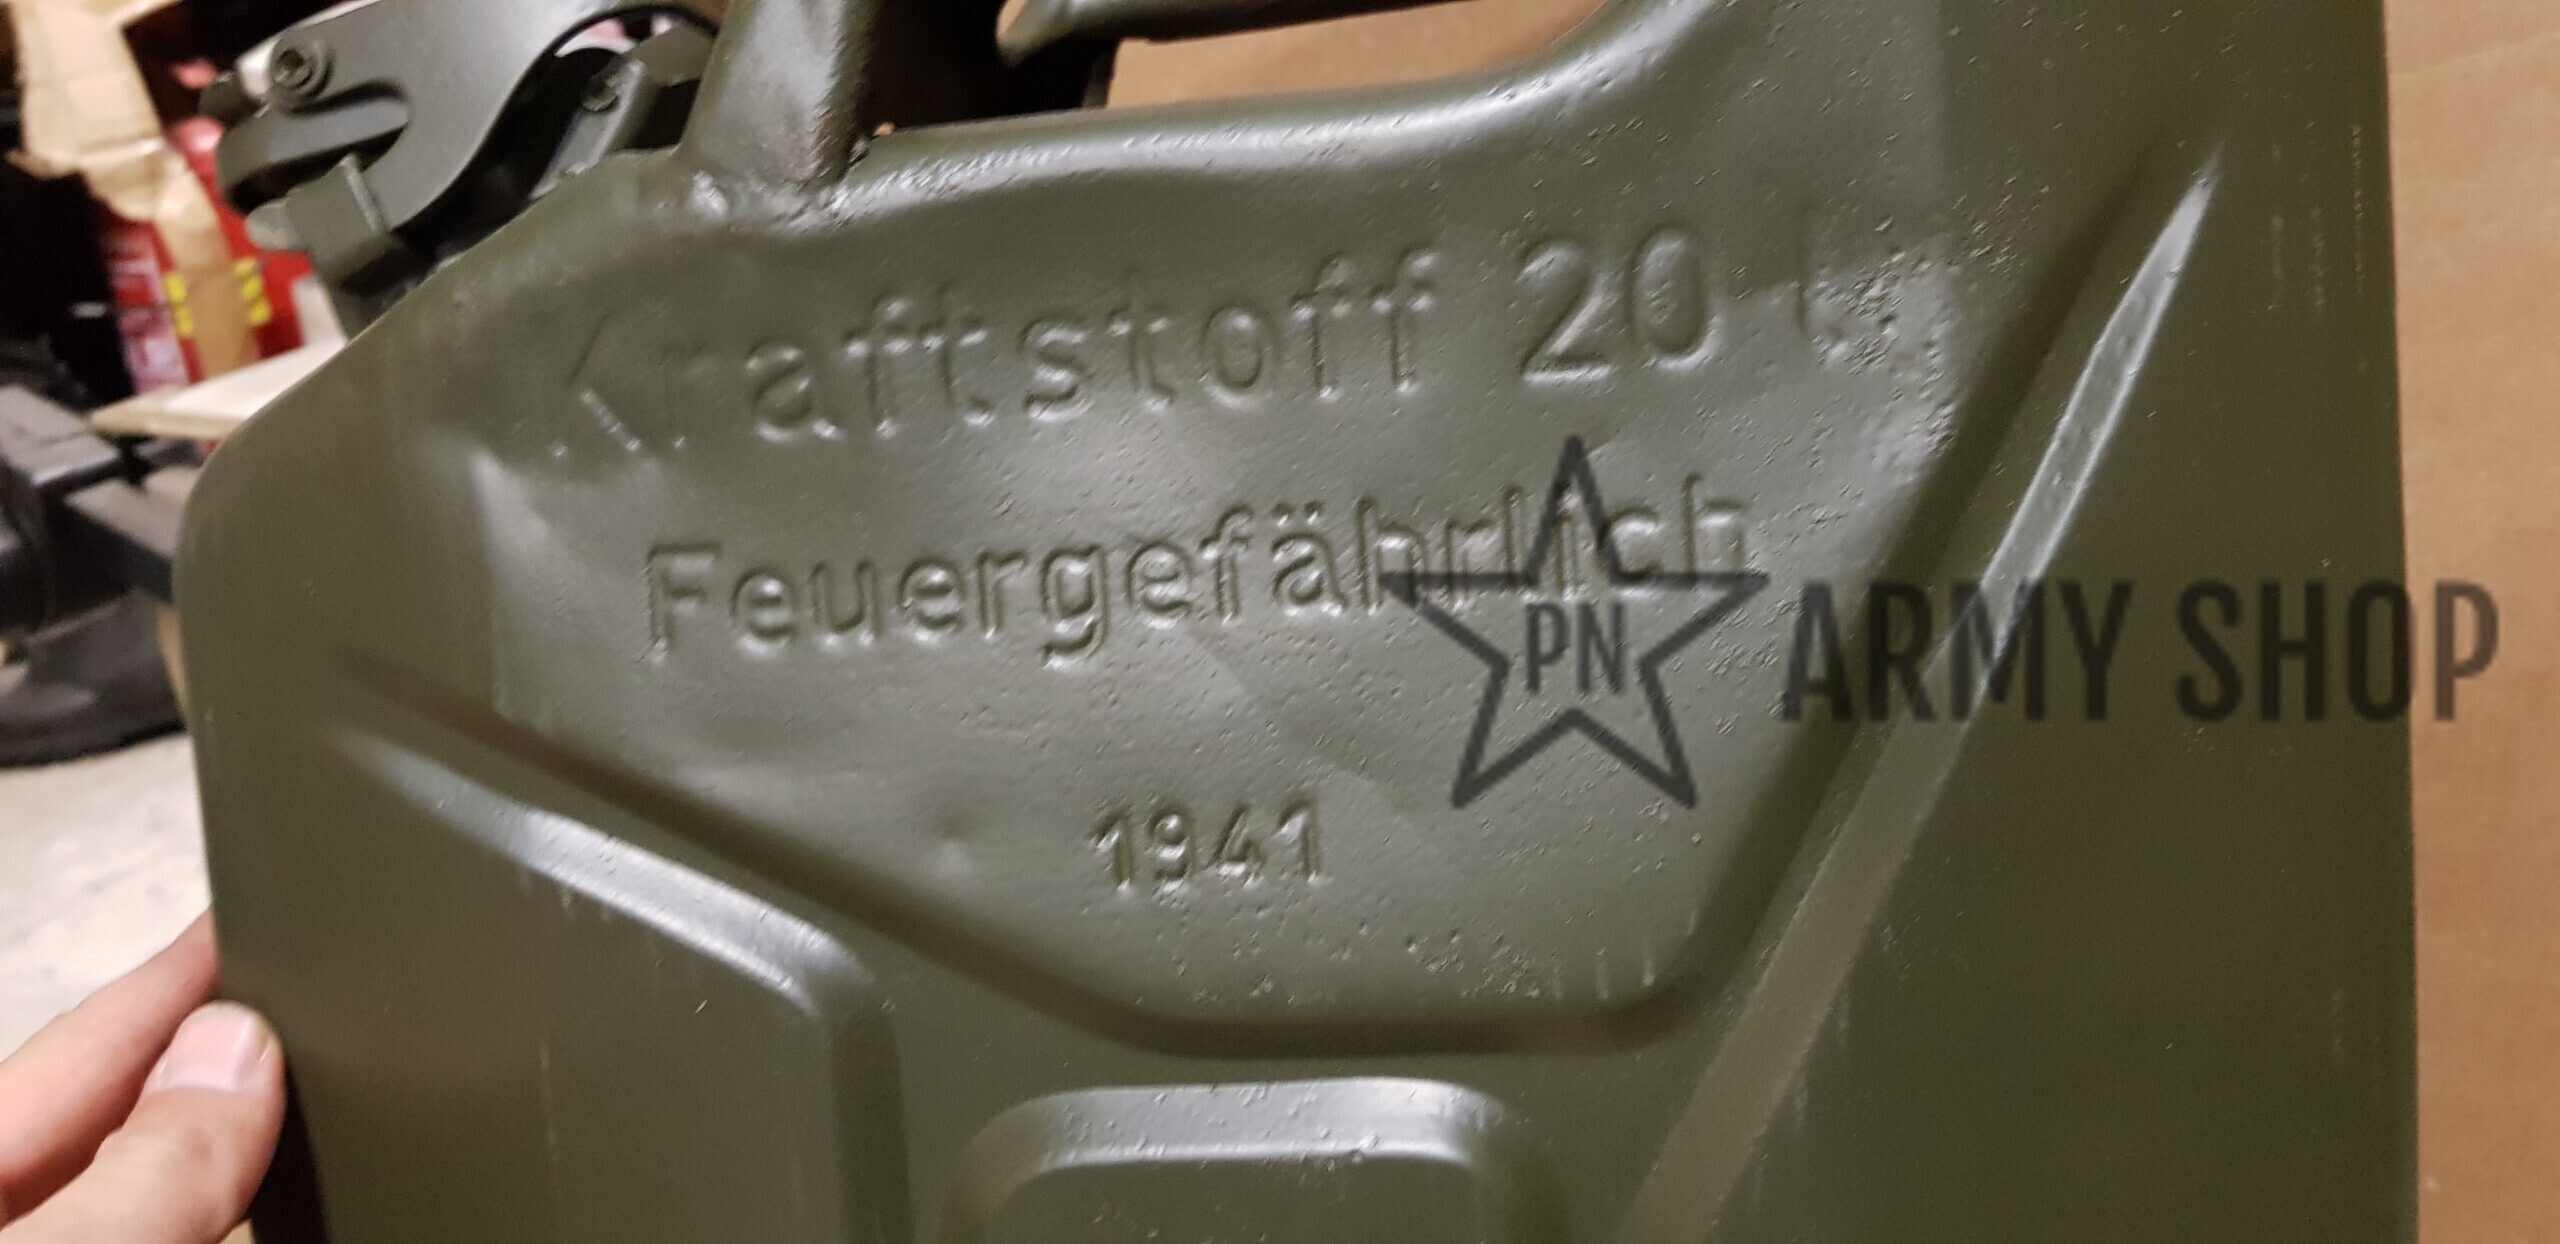 Kraftstoff 20 l
Feuergefährlich
1941
PN ARMY SHOP